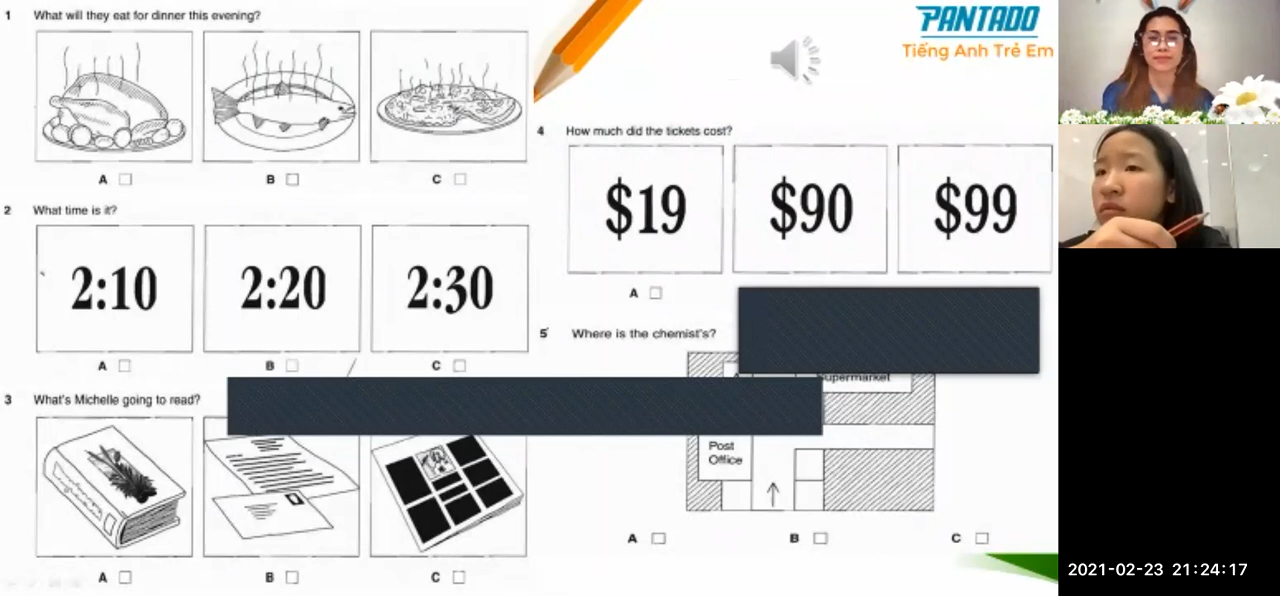 1 What will they eat for dinner this evening?
A B C
2 What time is it?
2:10 2:20 2:30
A B C
3 What's Michelle going to read?
A B C
PANTADO
Tiếng Anh Trẻ Em
4 How much did the tickets cost?
$19 $90 $99
A
5 Where is the chemist's?
Supermarket
Post
Office
A B C
2021-02-23 21:24:17